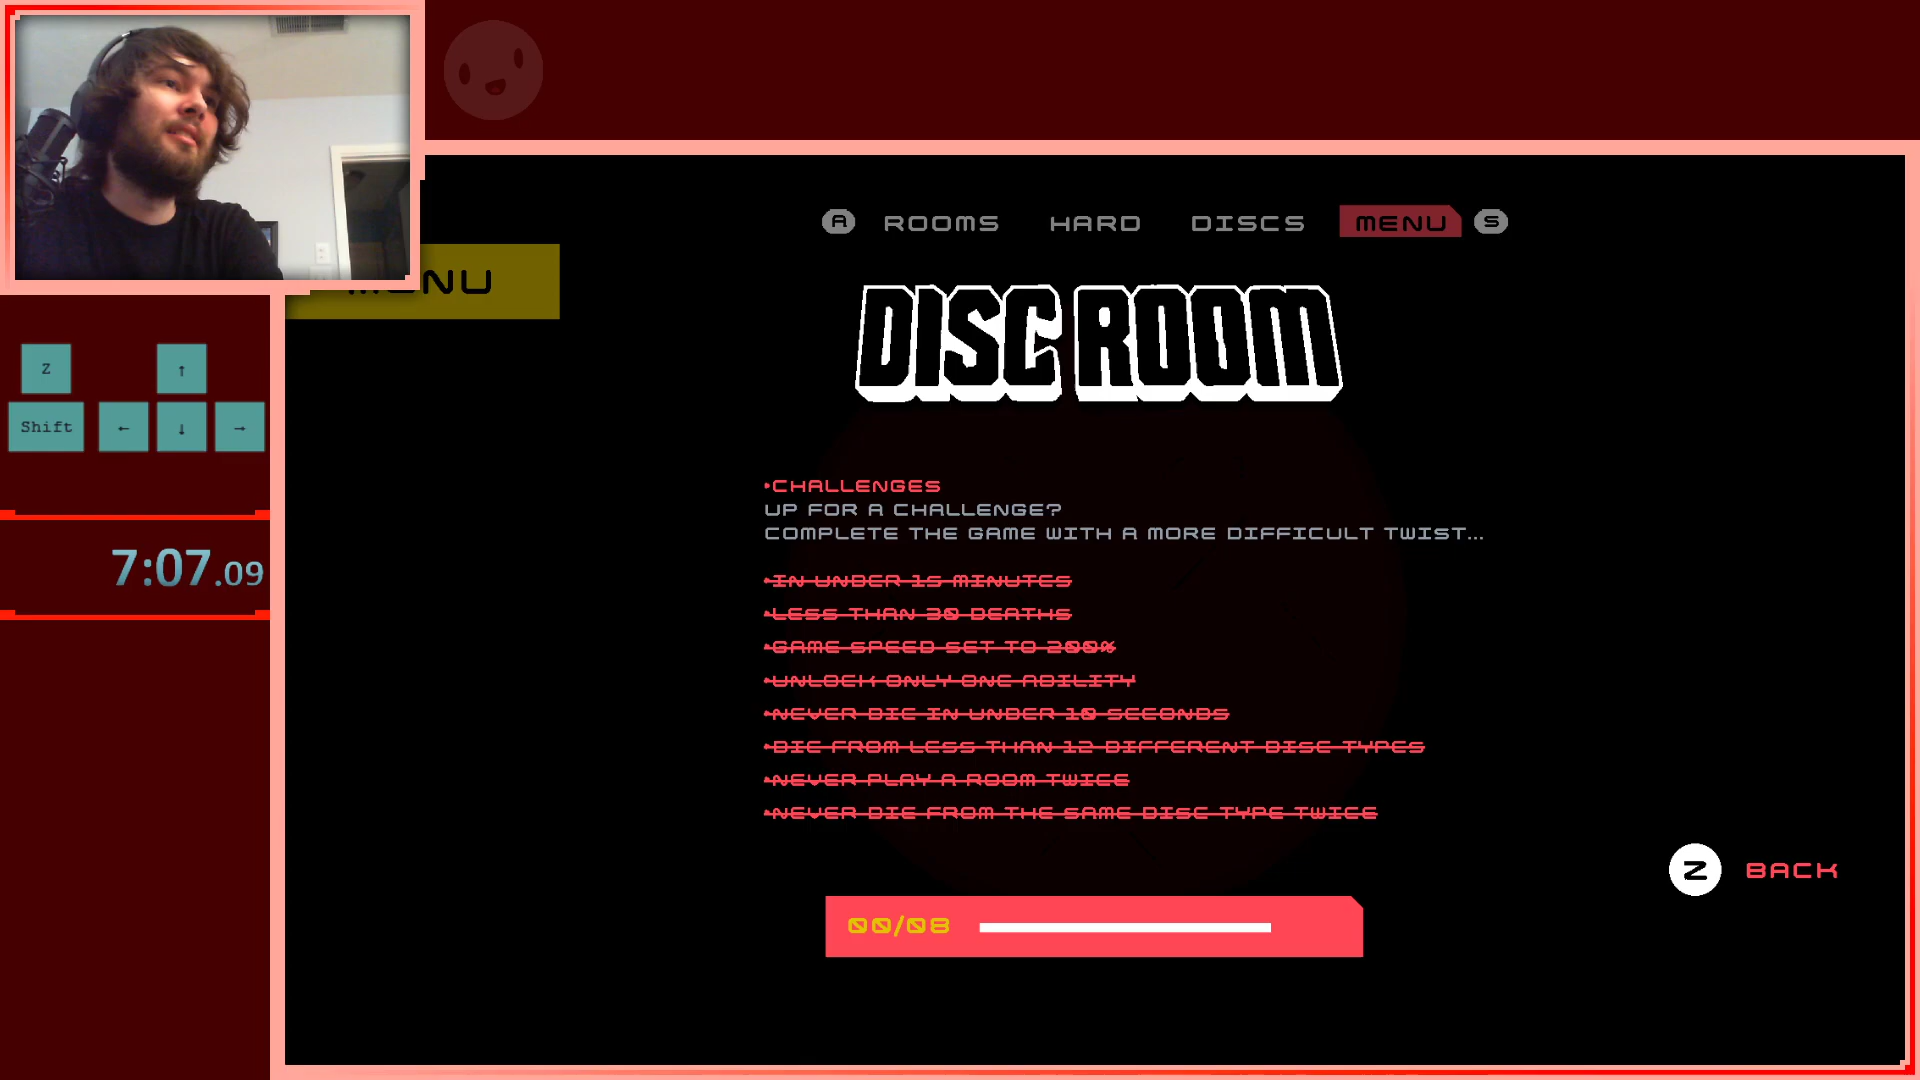 A ROOMS HARD DISCS MENU S
NU
DISC ROOM
Z ↑
Shift ← ↓ →
•CHALLENGES
UP FOR A CHALLENGE?
COMPLETE THE GAME WITH A MORE DIFFICULT TWIST...
•IN UNDER 15 MINUTES
•LESS THAN 30 DEATHS
•GAME SPEED SET TO 200%
•UNLOCK ONLY ONE ABILITY
•NEVER DIE IN UNDER 10 SECONDS
•DIE FROM LESS THAN 12 DIFFERENT DISC TYPES
•NEVER PLAY A ROOM TWICE
•NEVER DIE FROM THE SAME DISC TYPE TWICE
7:07.09
Z BACK
00/08